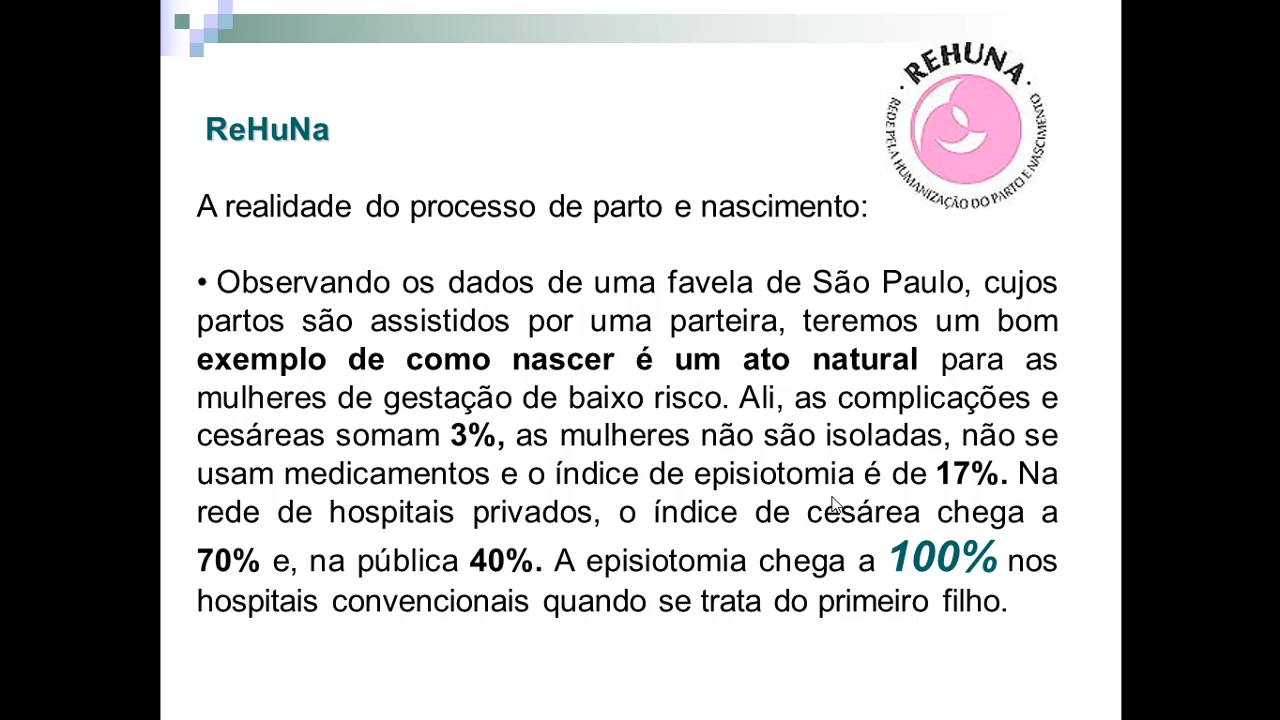 · REHUNA ·
REDE PELA HUMANIZAÇÃO DO PARTO E NASCIMENTO
ReHuNa
A realidade do processo de parto e nascimento:
• Observando os dados de uma favela de São Paulo, cujos
partos são assistidos por uma parteira, teremos um bom
exemplo de como nascer é um ato natural para as
mulheres de gestação de baixo risco. Ali, as complicações e
cesáreas somam 3%, as mulheres não são isoladas, não se
usam medicamentos e o índice de episiotomia é de 17%. Na
rede de hospitais privados, o índice de cesárea chega a
70% e, na pública 40%. A episiotomia chega a 100% nos
hospitais convencionais quando se trata do primeiro filho.